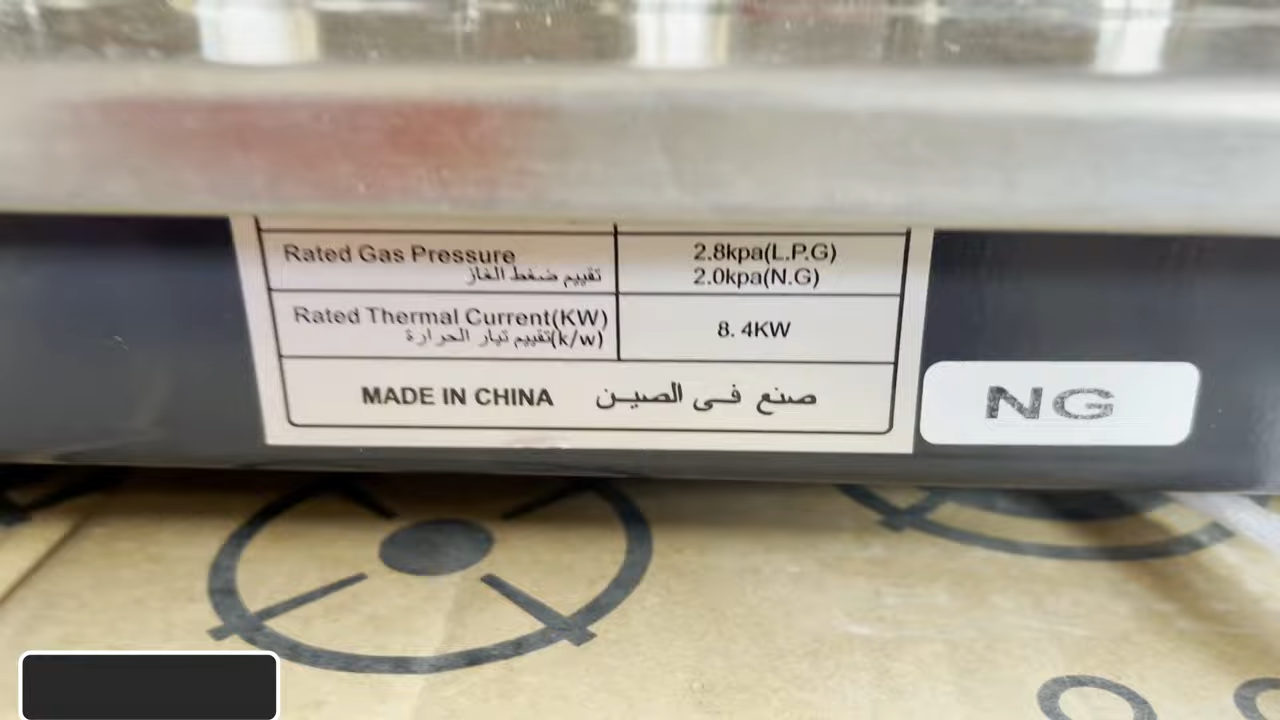 Rated Gas Pressure
تقييم ضغط الغاز
2.8kpa(L.P.G)
2.0kpa(N.G)
Rated Thermal Current(KW)
تقييم تيار الحرارة(k/w)
8.4KW
MADE IN CHINA صنع فى الصين
NG